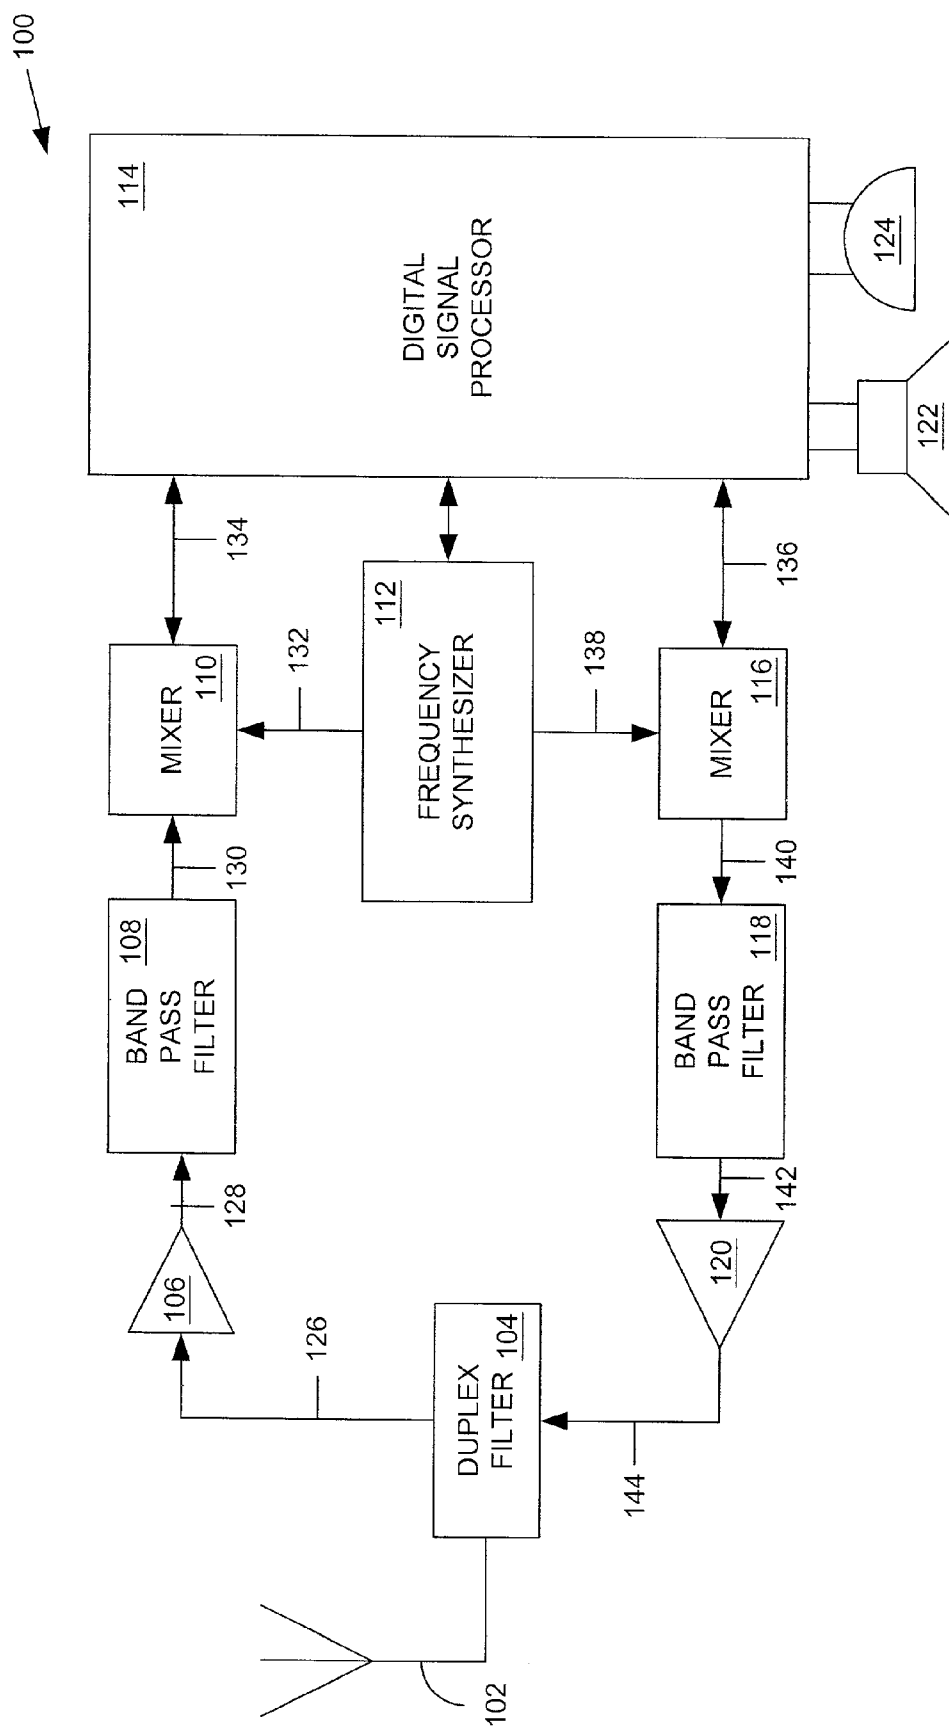 100
114
DIGITAL
SIGNAL
PROCESSOR
124
122
134
136
MIXER
110
132
FREQUENCY
SYNTHESIZER
112
138
MIXER
116
130
140
BAND
PASS
FILTER
108
BAND
PASS
FILTER
118
128
142
106
120
126
DUPLEX
FILTER
104
144
102